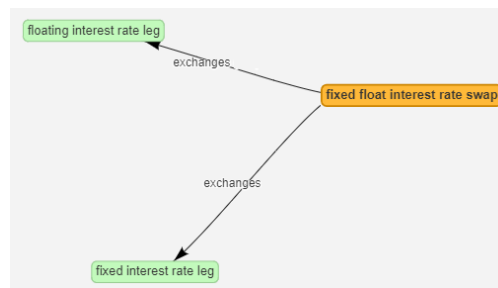 floating interest rate leg
exchanges
fixed float interest rate swap
exchanges
fixed interest rate leg